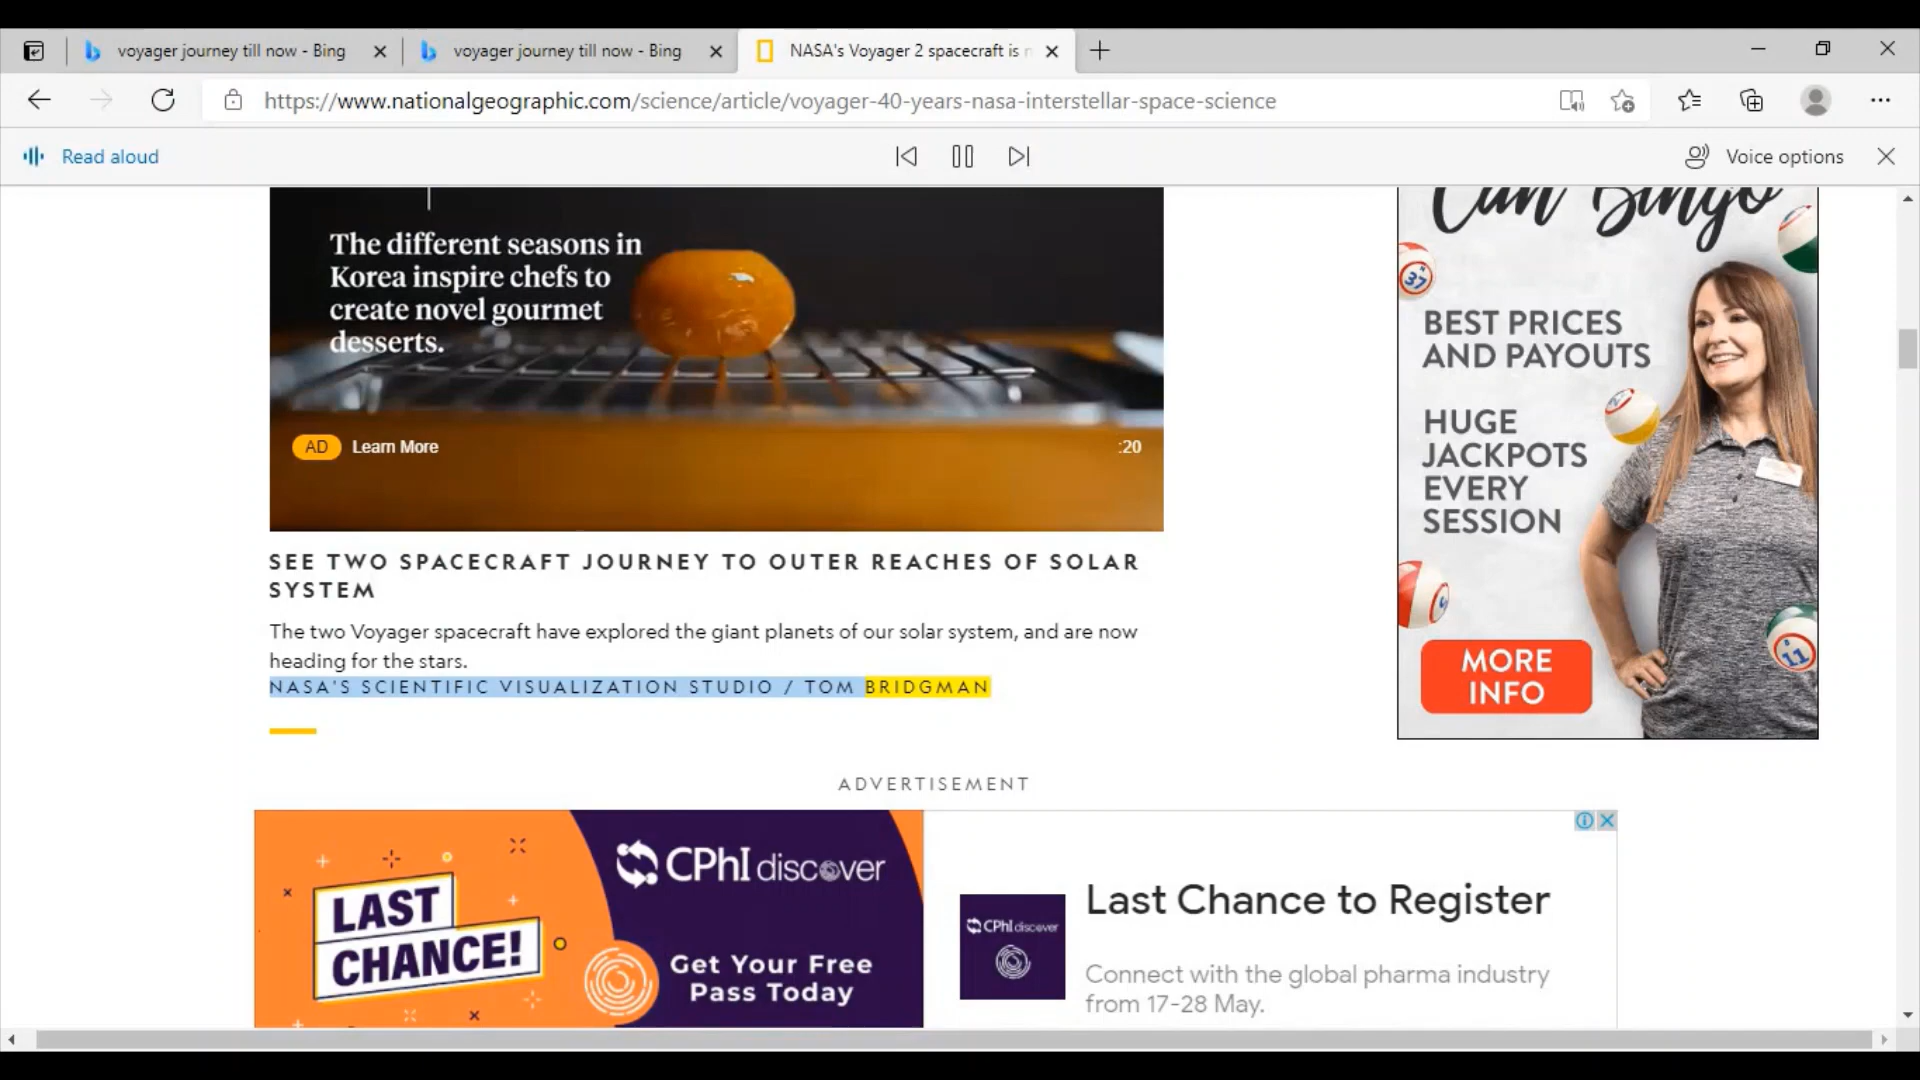 voyager journey till now - Bing
voyager journey till now - Bing
NASA's Voyager 2 spacecraft is
https://www.nationalgeographic.com/science/article/voyager-40-years-nasa-interstellar-space-science
Read aloud
Voice options
The different seasons in
Korea inspire chefs to
create novel gourmet
desserts.
AD Learn More
:20
SEE TWO SPACECRAFT JOURNEY TO OUTER REACHES OF SOLAR
SYSTEM
The two Voyager spacecraft have explored the giant planets of our solar system, and are now
heading for the stars.
NASA'S SCIENTIFIC VISUALIZATION STUDIO / TOM BRIDGMAN
Bingo
37
BEST PRICES
AND PAYOUTS
HUGE
JACKPOTS
EVERY
SESSION
MORE
INFO
11
ADVERTISEMENT
LAST
CHANCE!
CPhI discover
Get Your Free
Pass Today
CPhI discover
Last Chance to Register
Connect with the global pharma industry
from 17-28 May.